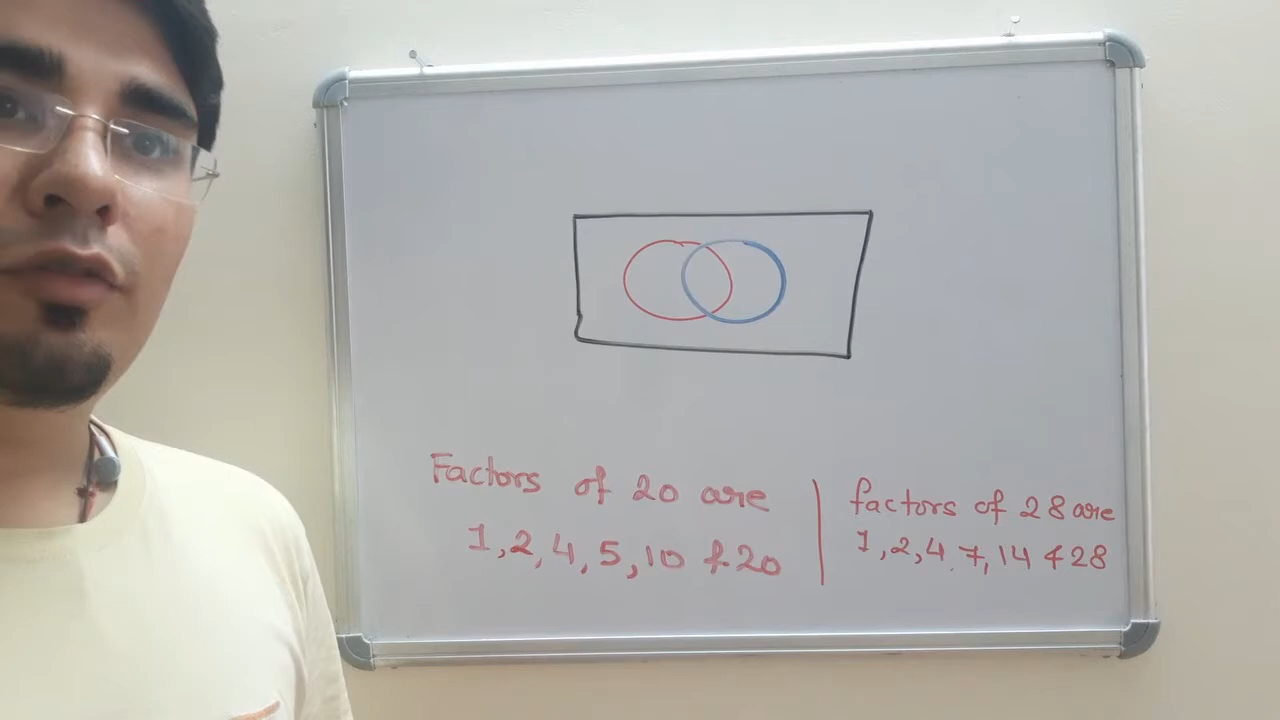 Factors of 20 are
1, 2, 4, 5, 10 & 20
factors of 28 are
1, 2, 4, 7, 14 & 28